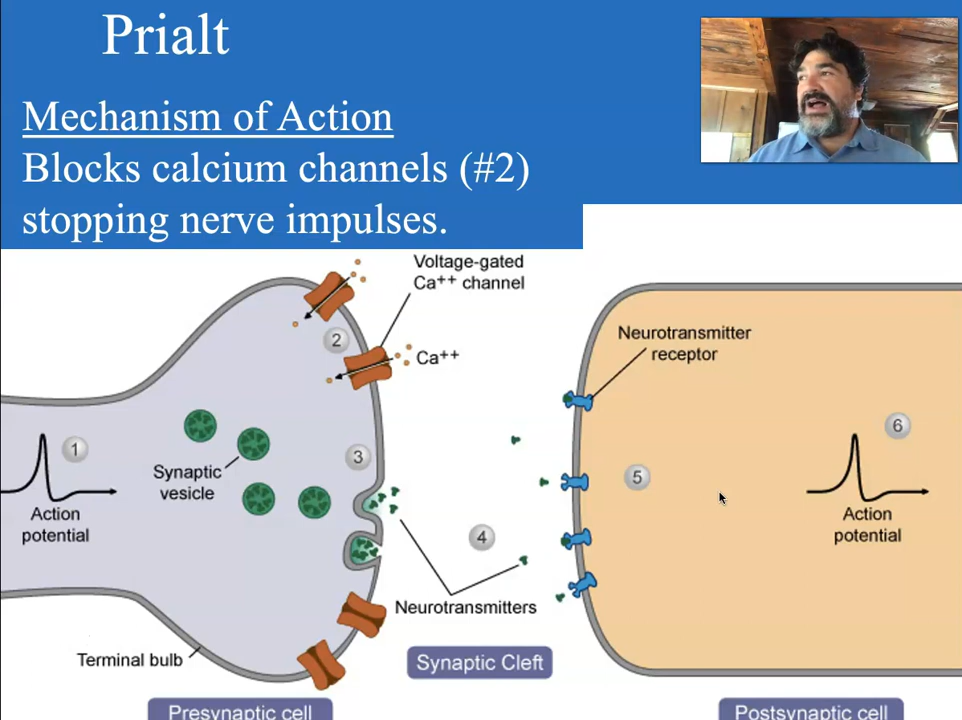 Prialt
Mechanism of Action
Blocks calcium channels (#2)
stopping nerve impulses.
Voltage-gated
Ca++ channel
Ca++
Neurotransmitter
receptor
2
1
3
Synaptic
vesicle
Action
potential
4
5
6
Action
potential
Neurotransmitters
Terminal bulb
Synaptic Cleft
Presynaptic cell
Postsynaptic cell